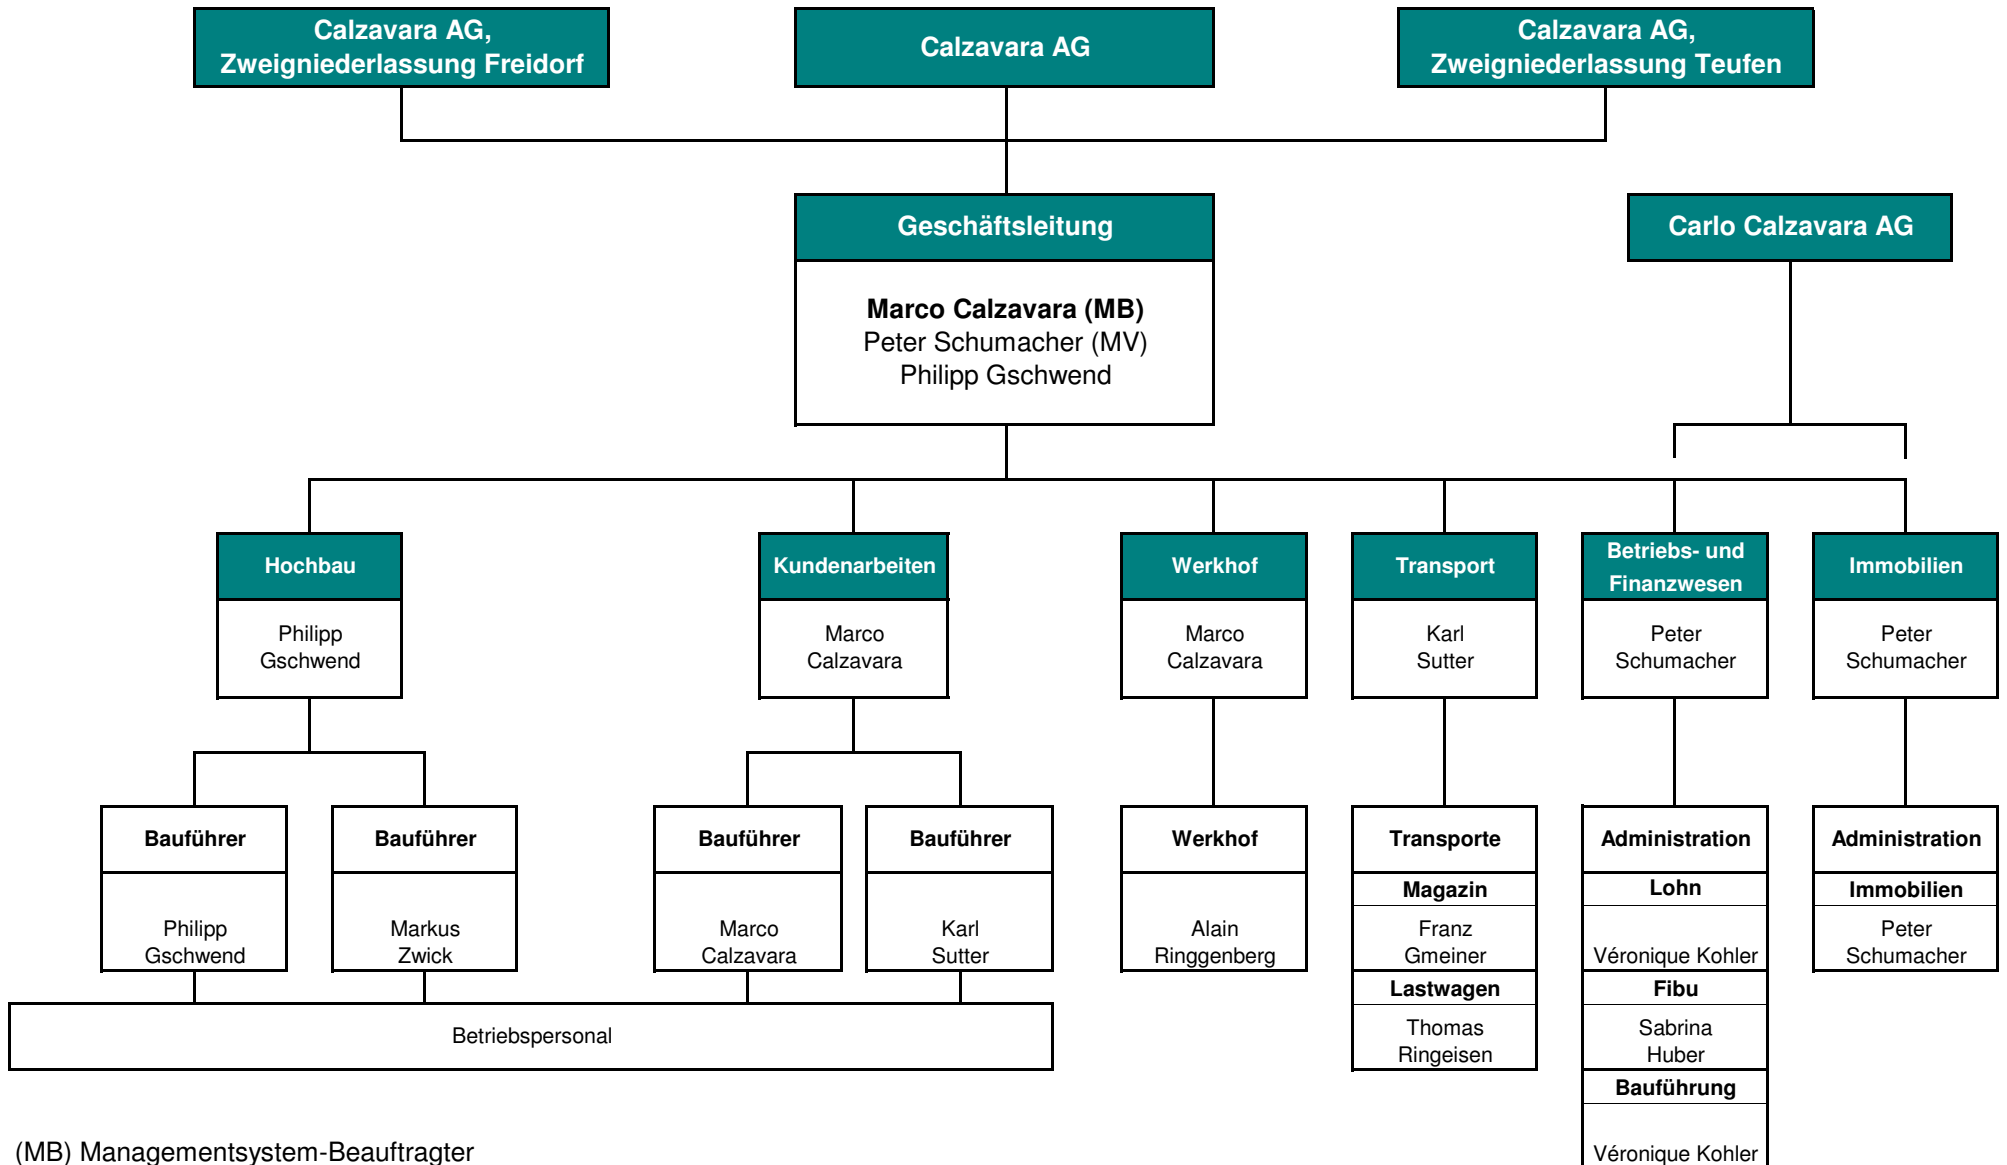 Calzavara AG,
Zweigniederlassung Freidorf
Calzavara AG
Calzavara AG,
Zweigniederlassung Teufen
Geschäftsleitung
Marco Calzavara (MB)
Peter Schumacher (MV)
Philipp Gschwend
Carlo Calzavara AG
Hochbau
Philipp
Gschwend
Kundenarbeiten
Marco
Calzavara
Werkhof
Marco
Calzavara
Transport
Karl
Sutter
Betriebs- und
Finanzwesen
Peter
Schumacher
Immobilien
Peter
Schumacher
Bauführer
Philipp
Gschwend
Bauführer
Markus
Zwick
Bauführer
Marco
Calzavara
Bauführer
Karl
Sutter
Betriebspersonal
Werkhof
Alain
Ringgenberg
Transporte
Magazin
Franz
Gmeiner
Lastwagen
Thomas
Ringeisen
Administration
Lohn
Véronique Kohler
Fibu
Sabrina
Huber
Bauführung
Véronique Kohler
Administration
Immobilien
Peter
Schumacher
(MB) Managementsystem-Beauftragter